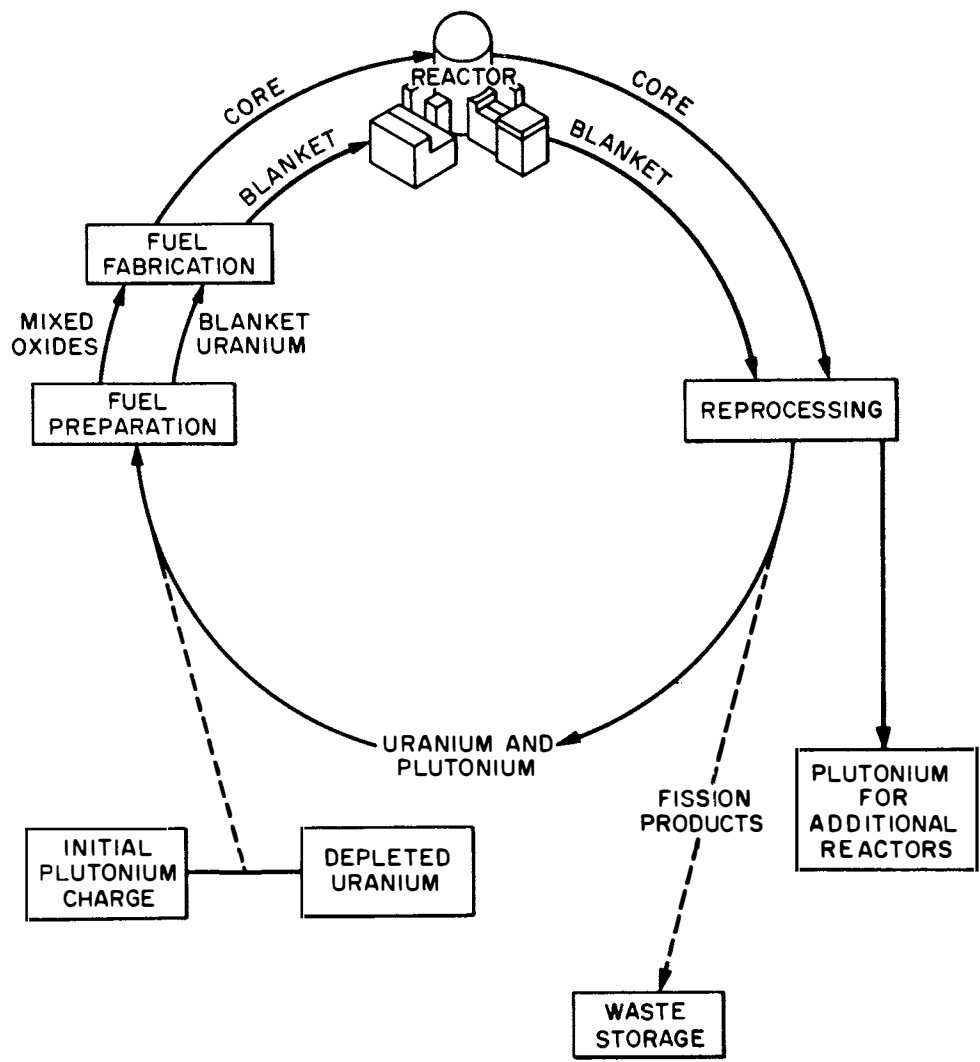 REACTOR
CORE
CORE
BLANKET
BLANKET
FUEL
FABRICATION
MIXED
OXIDES
BLANKET
URANIUM
FUEL
PREPARATION
REPROCESSING
URANIUM AND
PLUTONIUM
FISSION
PRODUCTS
PLUTONIUM
FOR
ADDITIONAL
REACTORS
INITIAL
PLUTONIUM
CHARGE
DEPLETED
URANIUM
WASTE
STORAGE